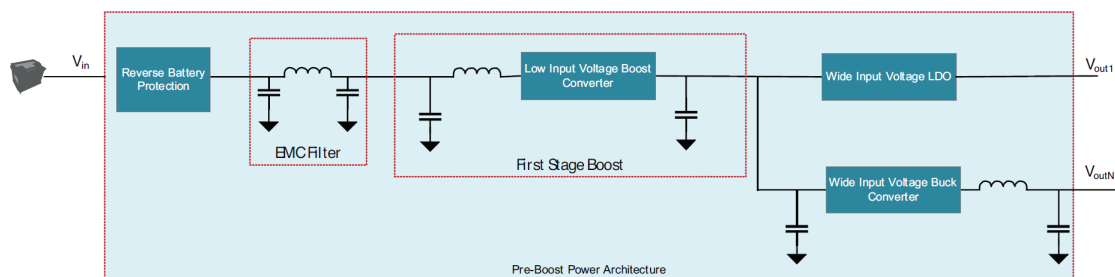 Vin
Reverse Battery
Protection
EMC Filter
Low Input Voltage Boost
Converter
First Stage Boost
Wide Input Voltage LDO
Vout1
Wide Input Voltage Buck
Converter
VoutN
Pre-Boost Power Architecture